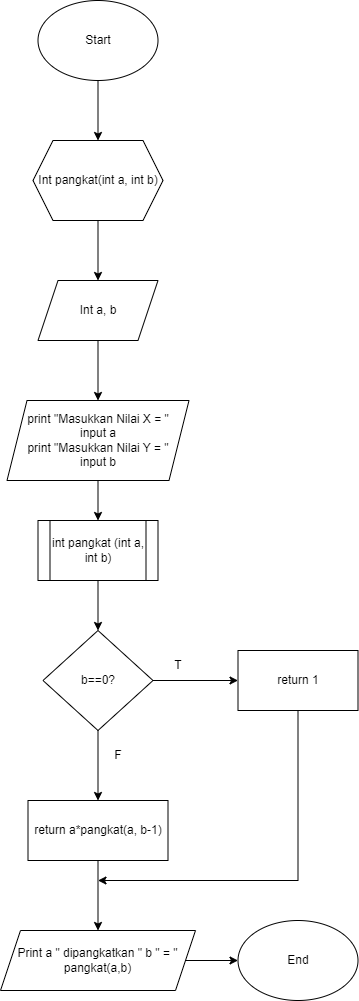 Start
Int pangkat(int a, int b)
Int a, b
print "Masukkan Nilai X = "
input a
print "Masukkan Nilai Y = "
input b
int pangkat (int a,
int b)
b==0?
T
return 1
F
return a*pangkat(a, b-1)
Print a " dipangkatkan " b " = "
pangkat(a,b)
End